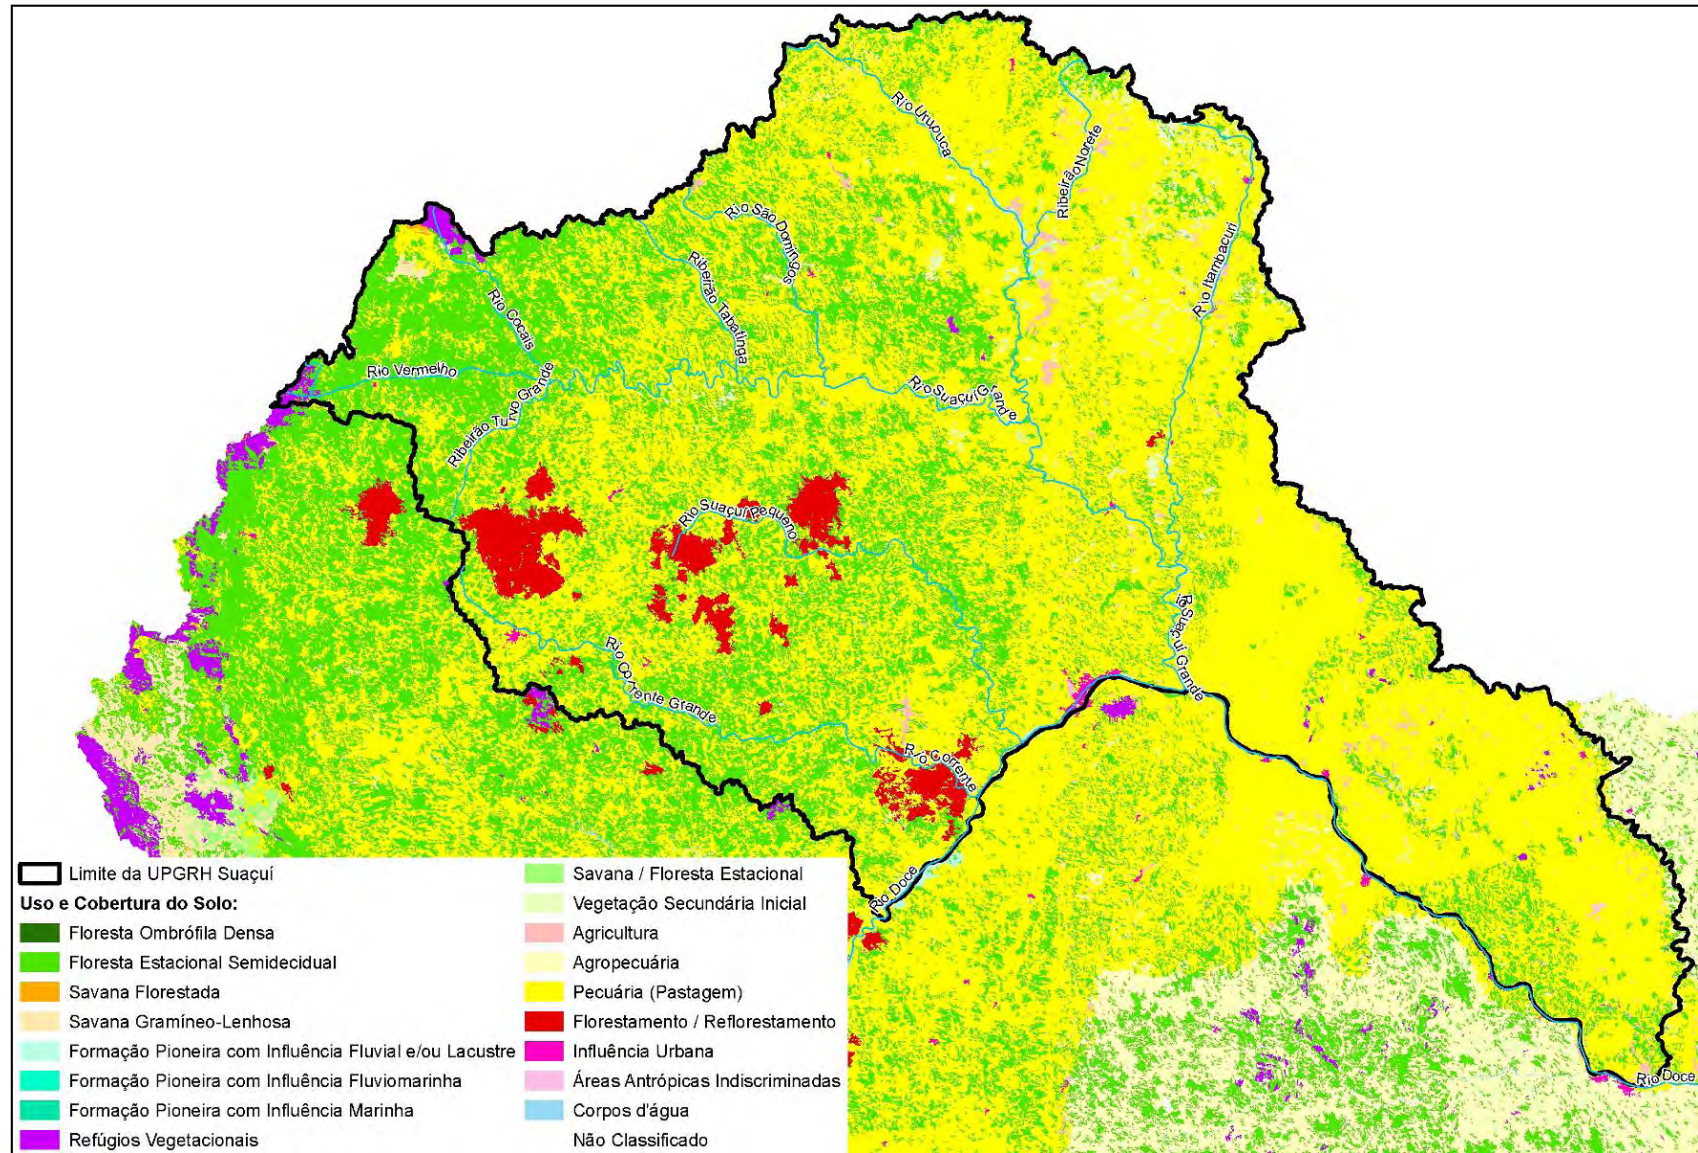 Rio Urupuca
Ribeirão Norete
Rio São Domingos
Rio Itambacuri
Ribeirão Tabatinga
Rio Cocais
Rio Vermelho
Rio Suaçuí Grande
Ribeirão Turvo Grande
Rio Suaçuí Pequeno
Rio Suaçuí Grande
Rio Corrente Grande
Rio Corrente
Rio Doce
Rio Doce
Limite da UPGRH Suaçuí
Uso e Cobertura do Solo:
Floresta Ombrófila Densa
Floresta Estacional Semidecidual
Savana Florestada
Savana Gramíneo-Lenhosa
Formação Pioneira com Influência Fluvial e/ou Lacustre
Formação Pioneira com Influência Fluviomarinha
Formação Pioneira com Influência Marinha
Refúgios Vegetacionais
Savana / Floresta Estacional
Vegetação Secundária Inicial
Agricultura
Agropecuária
Pecuária (Pastagem)
Florestamento / Reflorestamento
Influência Urbana
Áreas Antrópicas Indiscriminadas
Corpos d'água
Não Classificado